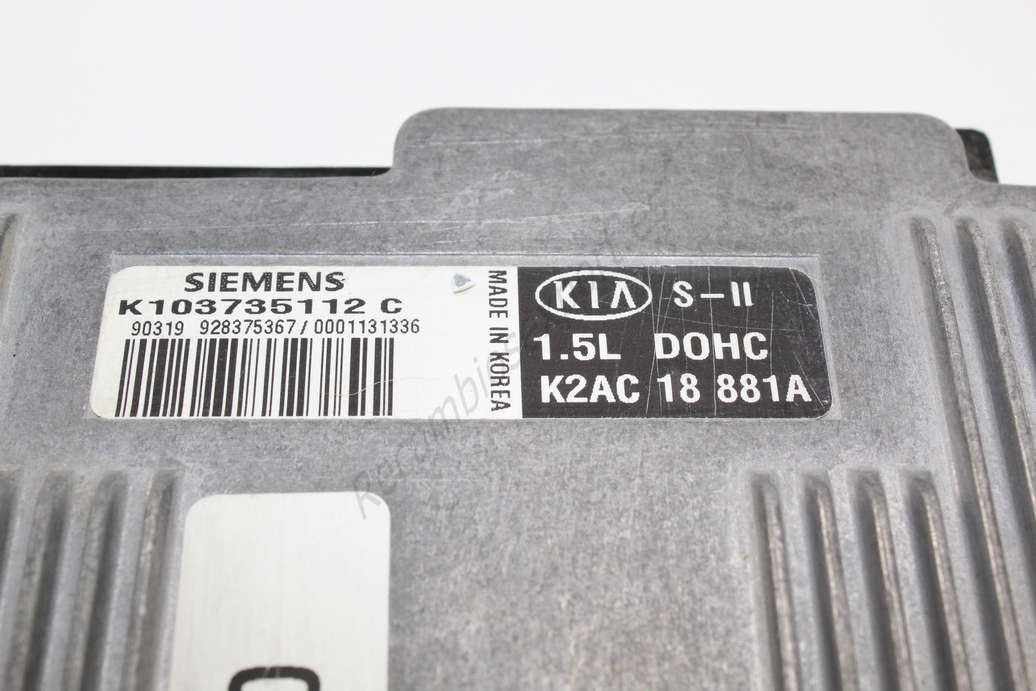 SIEMENS
K103735112 C
90319 928375367/0001131336
MADE IN KOREA
KIA S-II
1.5L DOHC
K2AC 18 881A